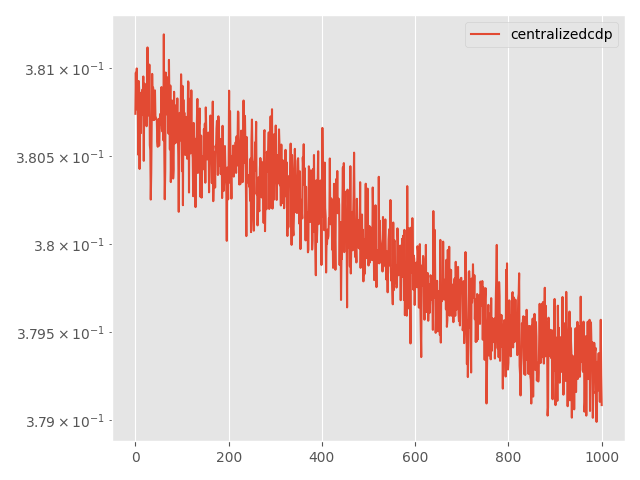 centralizedcdp
3.81 × 10⁻¹
3.805 × 10⁻¹
3.8 × 10⁻¹
3.795 × 10⁻¹
3.79 × 10⁻¹
0 200 400 600 800 1000